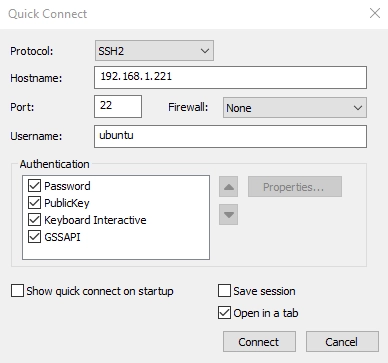 Quick Connect
Protocol: SSH2
Hostname: 192.168.1.221
Port: 22 Firewall: None
Username: ubuntu
Authentication
Password
PublicKey
Keyboard Interactive
GSSAPI
Properties...
Show quick connect on startup
Save session
Open in a tab
Connect Cancel